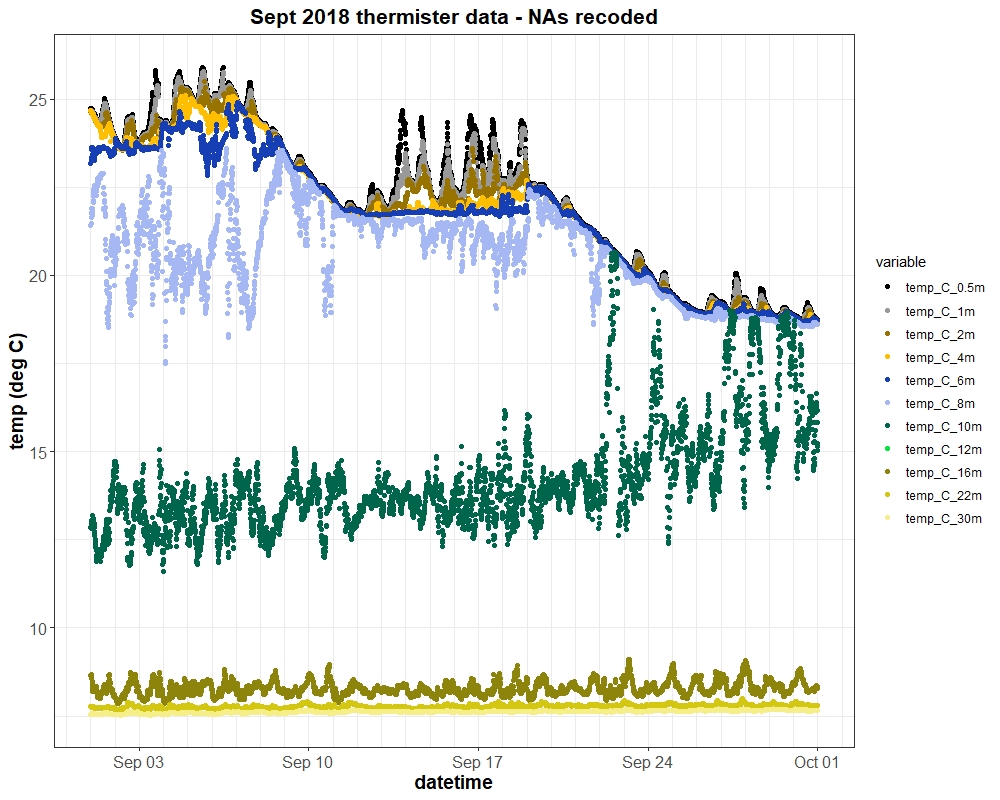 Sept 2018 thermister data - NAs recoded
temp (deg C)
25
20
15
10
Sep 03
Sep 10
Sep 17
Sep 24
Oct 01
datetime
variable
temp_C_0.5m
temp_C_1m
temp_C_2m
temp_C_4m
temp_C_6m
temp_C_8m
temp_C_10m
temp_C_12m
temp_C_16m
temp_C_22m
temp_C_30m